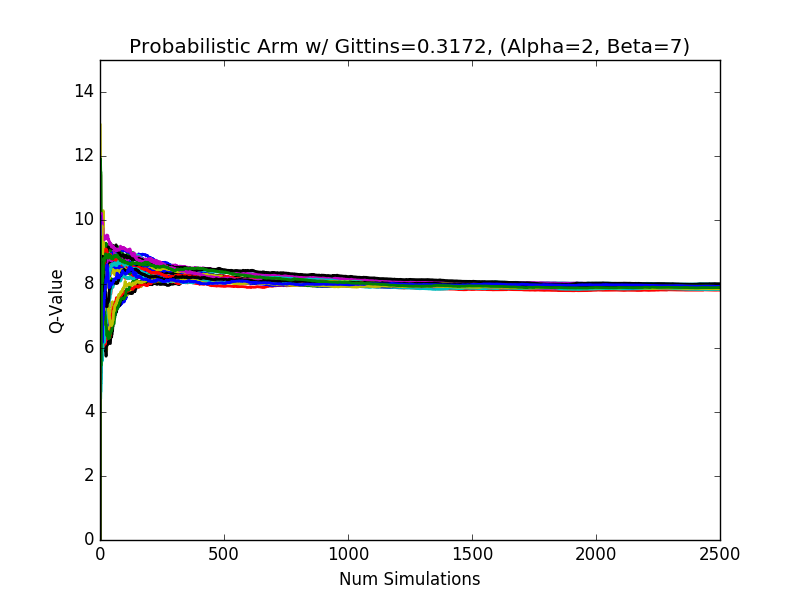 Probabilistic Arm w/ Gittins=0.3172, (Alpha=2, Beta=7)
14
12
10
8
6
4
2
0
Q-Value
0 500 1000 1500 2000 2500
Num Simulations